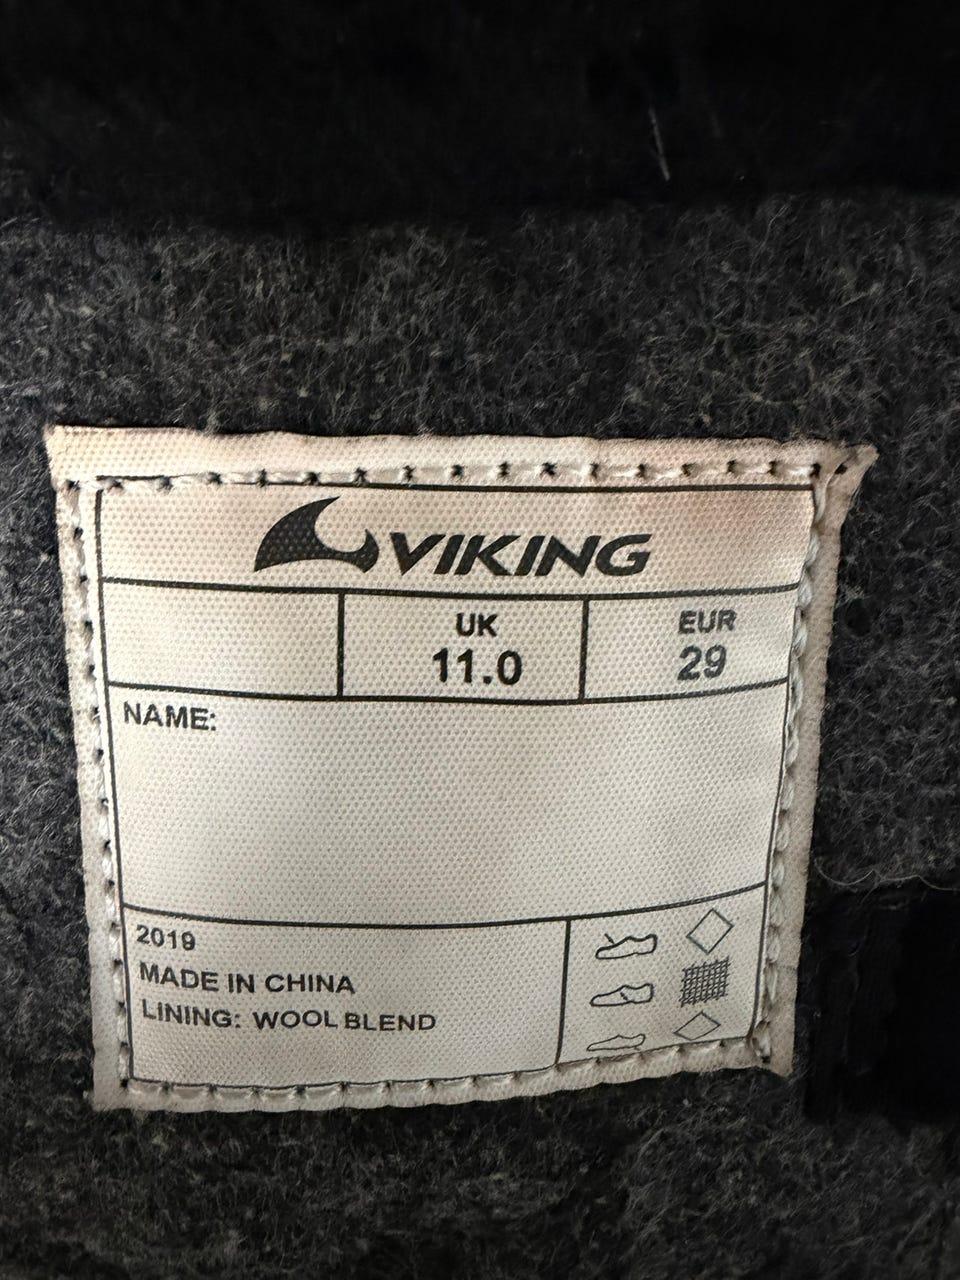 VIKING
UK EUR
11.0 29
NAME:
2019
MADE IN CHINA
LINING: WOOL BLEND